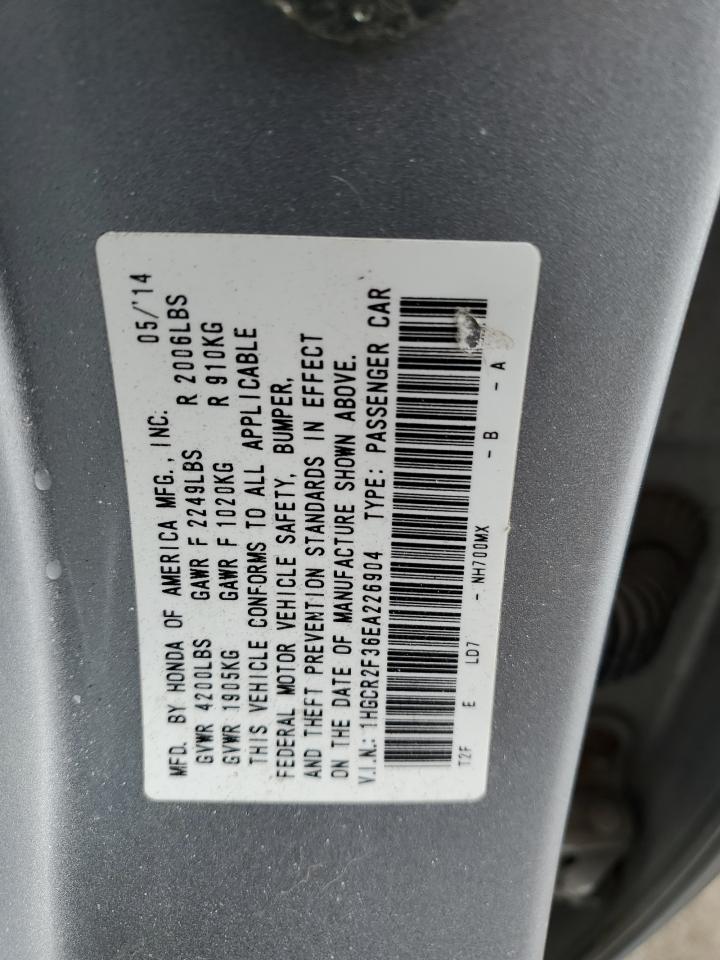 MFD. BY HONDA OF AMERICA MFG., INC. 05/'14
GVWR 4200LBS GAWR F 2249LBS R 2006LBS
GVWR 1905KG GAWR F 1020KG R 910KG
THIS VEHICLE CONFORMS TO ALL APPLICABLE
FEDERAL MOTOR VEHICLE SAFETY, BUMPER,
AND THEFT PREVENTION STANDARDS IN EFFECT
ON THE DATE OF MANUFACTURE SHOWN ABOVE.
V.I.N.: 1HGCR2F36EA226904 TYPE: PASSENGER CAR
T2F E LD7 - NH700MX - B - A